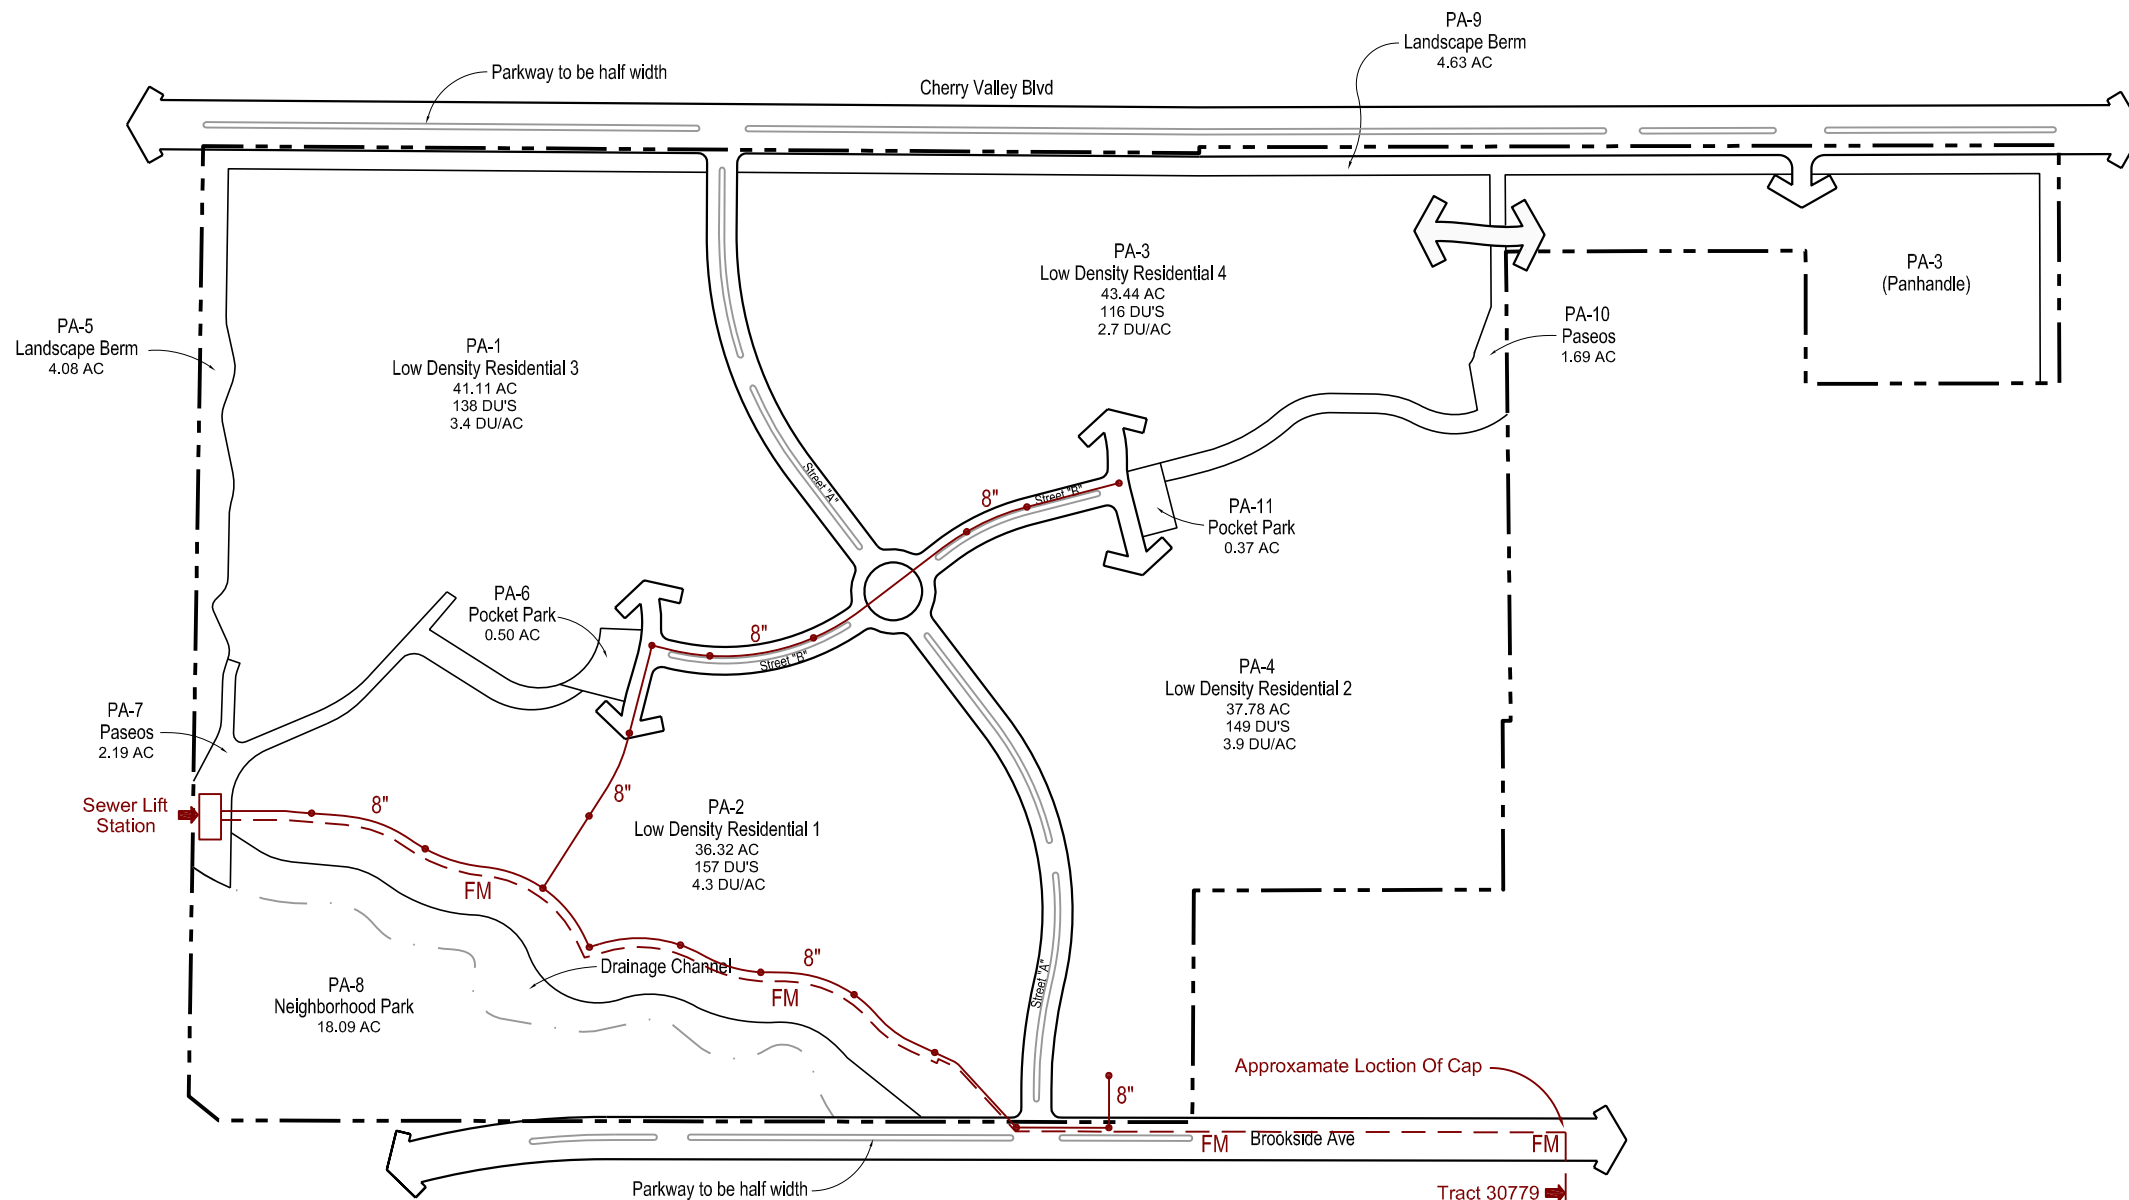 PA-9
Landscape Berm
4.63 AC
Parkway to be half width
Cherry Valley Blvd
PA-3
Low Density Residential 4
43.44 AC
116 DU'S
2.7 DU/AC
PA-3
(Panhandle)
PA-5
Landscape Berm
4.08 AC
PA-1
Low Density Residential 3
41.11 AC
138 DU'S
3.4 DU/AC
PA-10
Paseos
1.69 AC
Street "A"
8"
Street "B"
PA-11
Pocket Park
0.37 AC
PA-6
Pocket Park
0.50 AC
8"
Street "B"
PA-4
Low Density Residential 2
37.78 AC
149 DU'S
3.9 DU/AC
PA-7
Paseos
2.19 AC
Sewer Lift
Station
8"
8"
PA-2
Low Density Residential 1
36.32 AC
157 DU'S
4.3 DU/AC
FM
Drainage Channel
8"
FM
PA-8
Neighborhood Park
18.09 AC
Street "A"
Approxamate Loction Of Cap
8"
FM
Brookside Ave
FM
Parkway to be half width
Tract 30779